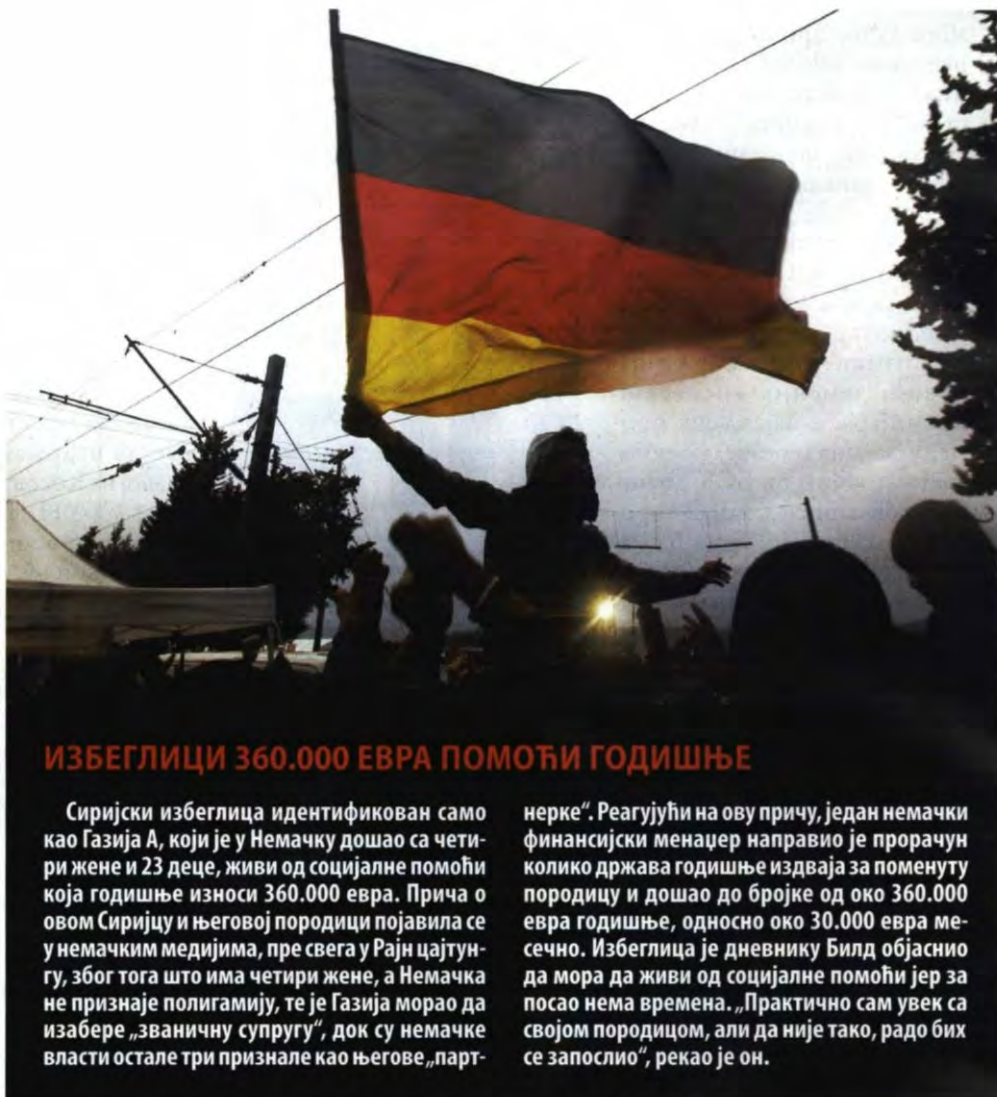 ИЗБЕГЛИЦИ 360.000 ЕВРА ПОМОЋИ ГОДИШЊЕ
Сиријски избеглица идентификован само
као Газија А, који је у Немачку дошао са чети-
ри жене и 23 деце, живи од социјалне помоћи
која годишње износи 360.000 евра. Прича о
овом Сиријцу и његовој породици појавила се
у немачким медијима, пре свега у Рајн цајтун-
гу, због тога што има четири жене, а Немачка
не признаје полигамију, те је Газија морао да
изабере „званичну супругу“, док су немачке
власти остале три признале као његове „парт-
нерке“. Реагујући на ову причу, један немачки
финансијски менаџер направио је прорачун
колико држава годишње издваја за поменуту
породицу и дошао до бројке од око 360.000
евра годишње, односно око 30.000 евра ме-
сечно. Избеглица је дневнику Билд објаснио
да мора да живи од социјалне помоћи јер за
посао нема времена. „Практично сам увек са
својом породицом, али да није тако, радо бих
се запослио“, рекао је он.